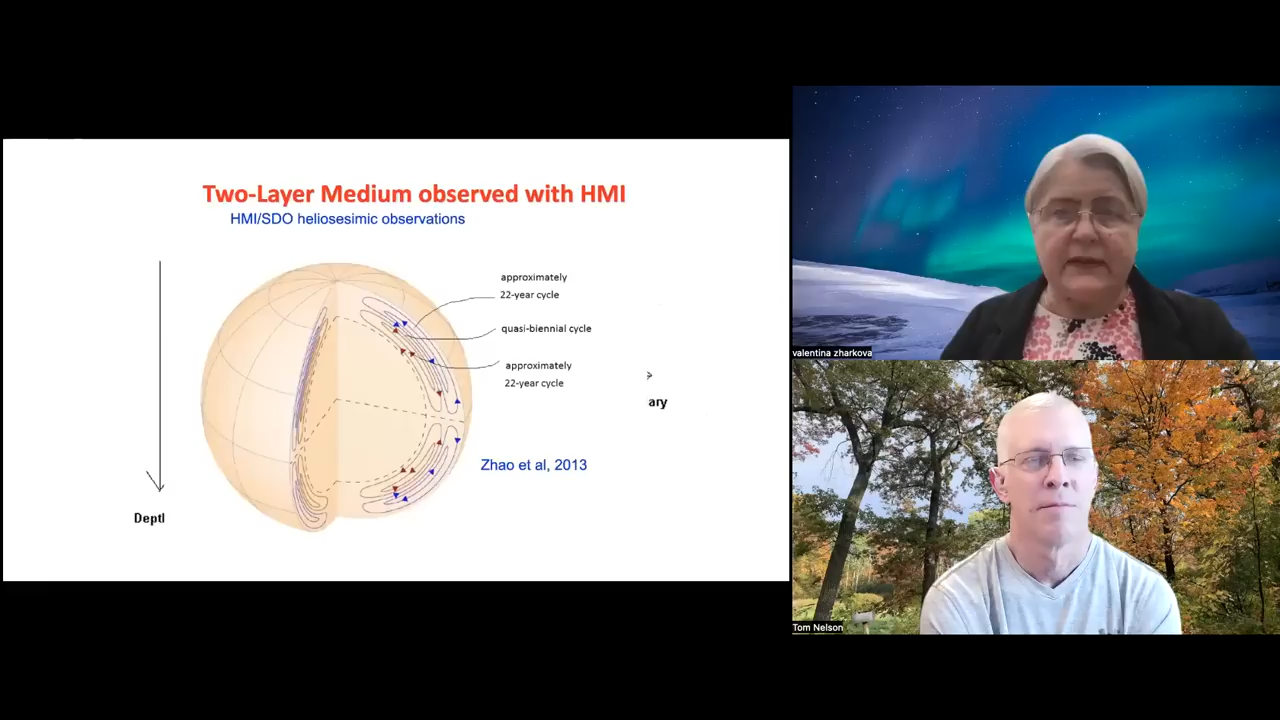 Two-Layer Medium observed with HMI
HMI/SDO heliosesimic observations
approximately
22-year cycle
quasi-biennial cycle
approximately
22-year cycle
ary
Zhao et al, 2013
Deptl
valentina zharkova
Tom Nelson